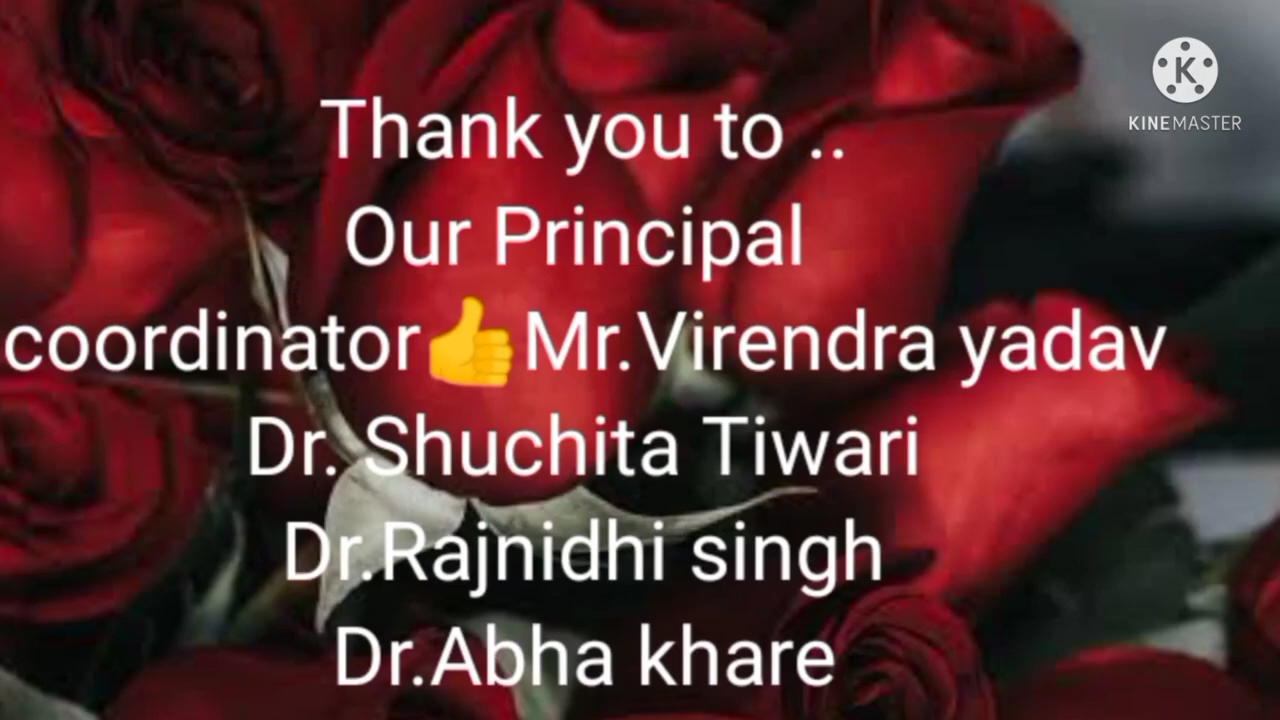 KINEMASTER
Thank you to ..
Our Principal
coordinator👍Mr.Virendra yadav
Dr. Shuchita Tiwari
Dr.Rajnidhi singh
Dr.Abha khare